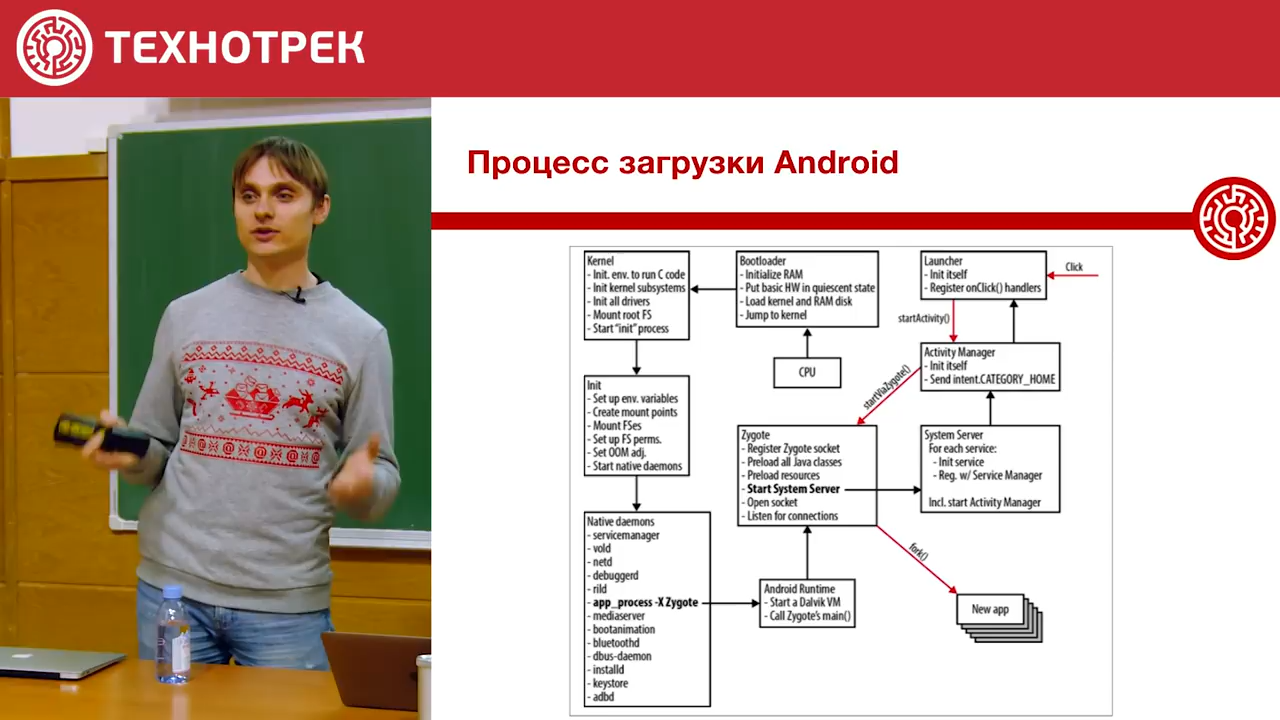 ТЕХНОТРЕК
Процесс загрузки Android
Kernel
- Init. env. to run C code
- Init kernel subsystems
- Init all drivers
- Mount root FS
- Start “init” process
Bootloader
- Initialize RAM
- Put basic HW in quiescent state
- Load kernel and RAM disk
- Jump to kernel
Launcher
- Init itself
- Register onClick() handlers
Click
startActivity()
CPU
Activity Manager
- Init itself
- Send intent.CATEGORY_HOME
startViaZygote()
Init
- Set up env. variables
- Create mount points
- Mount FSes
- Set up FS perms.
- Set OOM adj.
- Start native daemons
Zygote
- Register Zygote socket
- Preload all Java classes
- Preload resources
- Start System Server
- Open socket
- Listen for connections
System Server
For each service:
- Init service
- Reg. w/ Service Manager
Incl. start Activity Manager
Native daemons
- servicemanager
- vold
- netd
- debuggerd
- rild
- app_process -X Zygote
- mediaserver
- bootanimation
- bluetoothd
- dbus-daemon
- installd
- keystore
- adbd
Android Runtime
- Start a Dalvik VM
- Call Zygote’s main()
fork()
New app